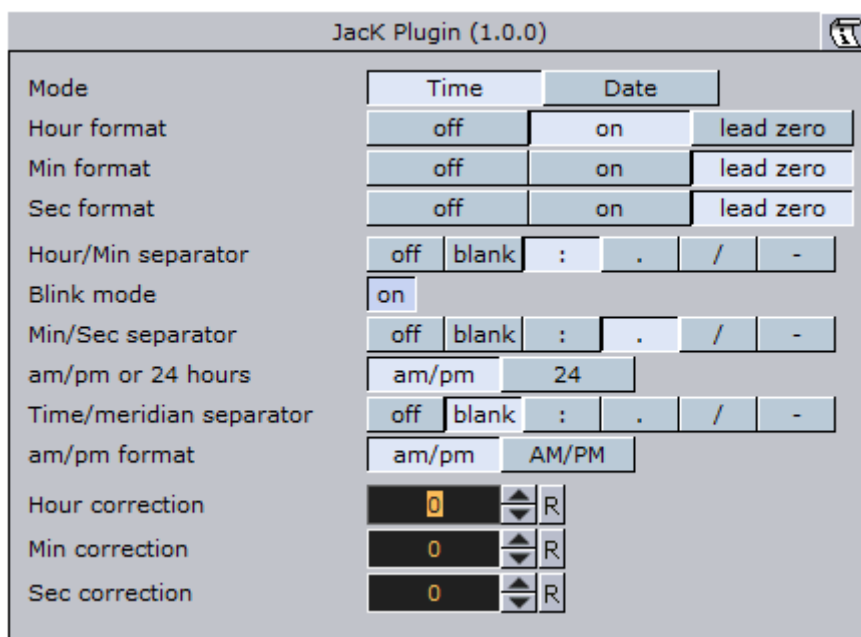 JacK Plugin (1.0.0)
Mode Time Date
Hour format off on lead zero
Min format off on lead zero
Sec format off on lead zero
Hour/Min separator off blank : . / -
Blink mode on
Min/Sec separator off blank : . / -
am/pm or 24 hours am/pm 24
Time/meridian separator off blank : . / -
am/pm format am/pm AM/PM
Hour correction 0 R
Min correction 0 R
Sec correction 0 R